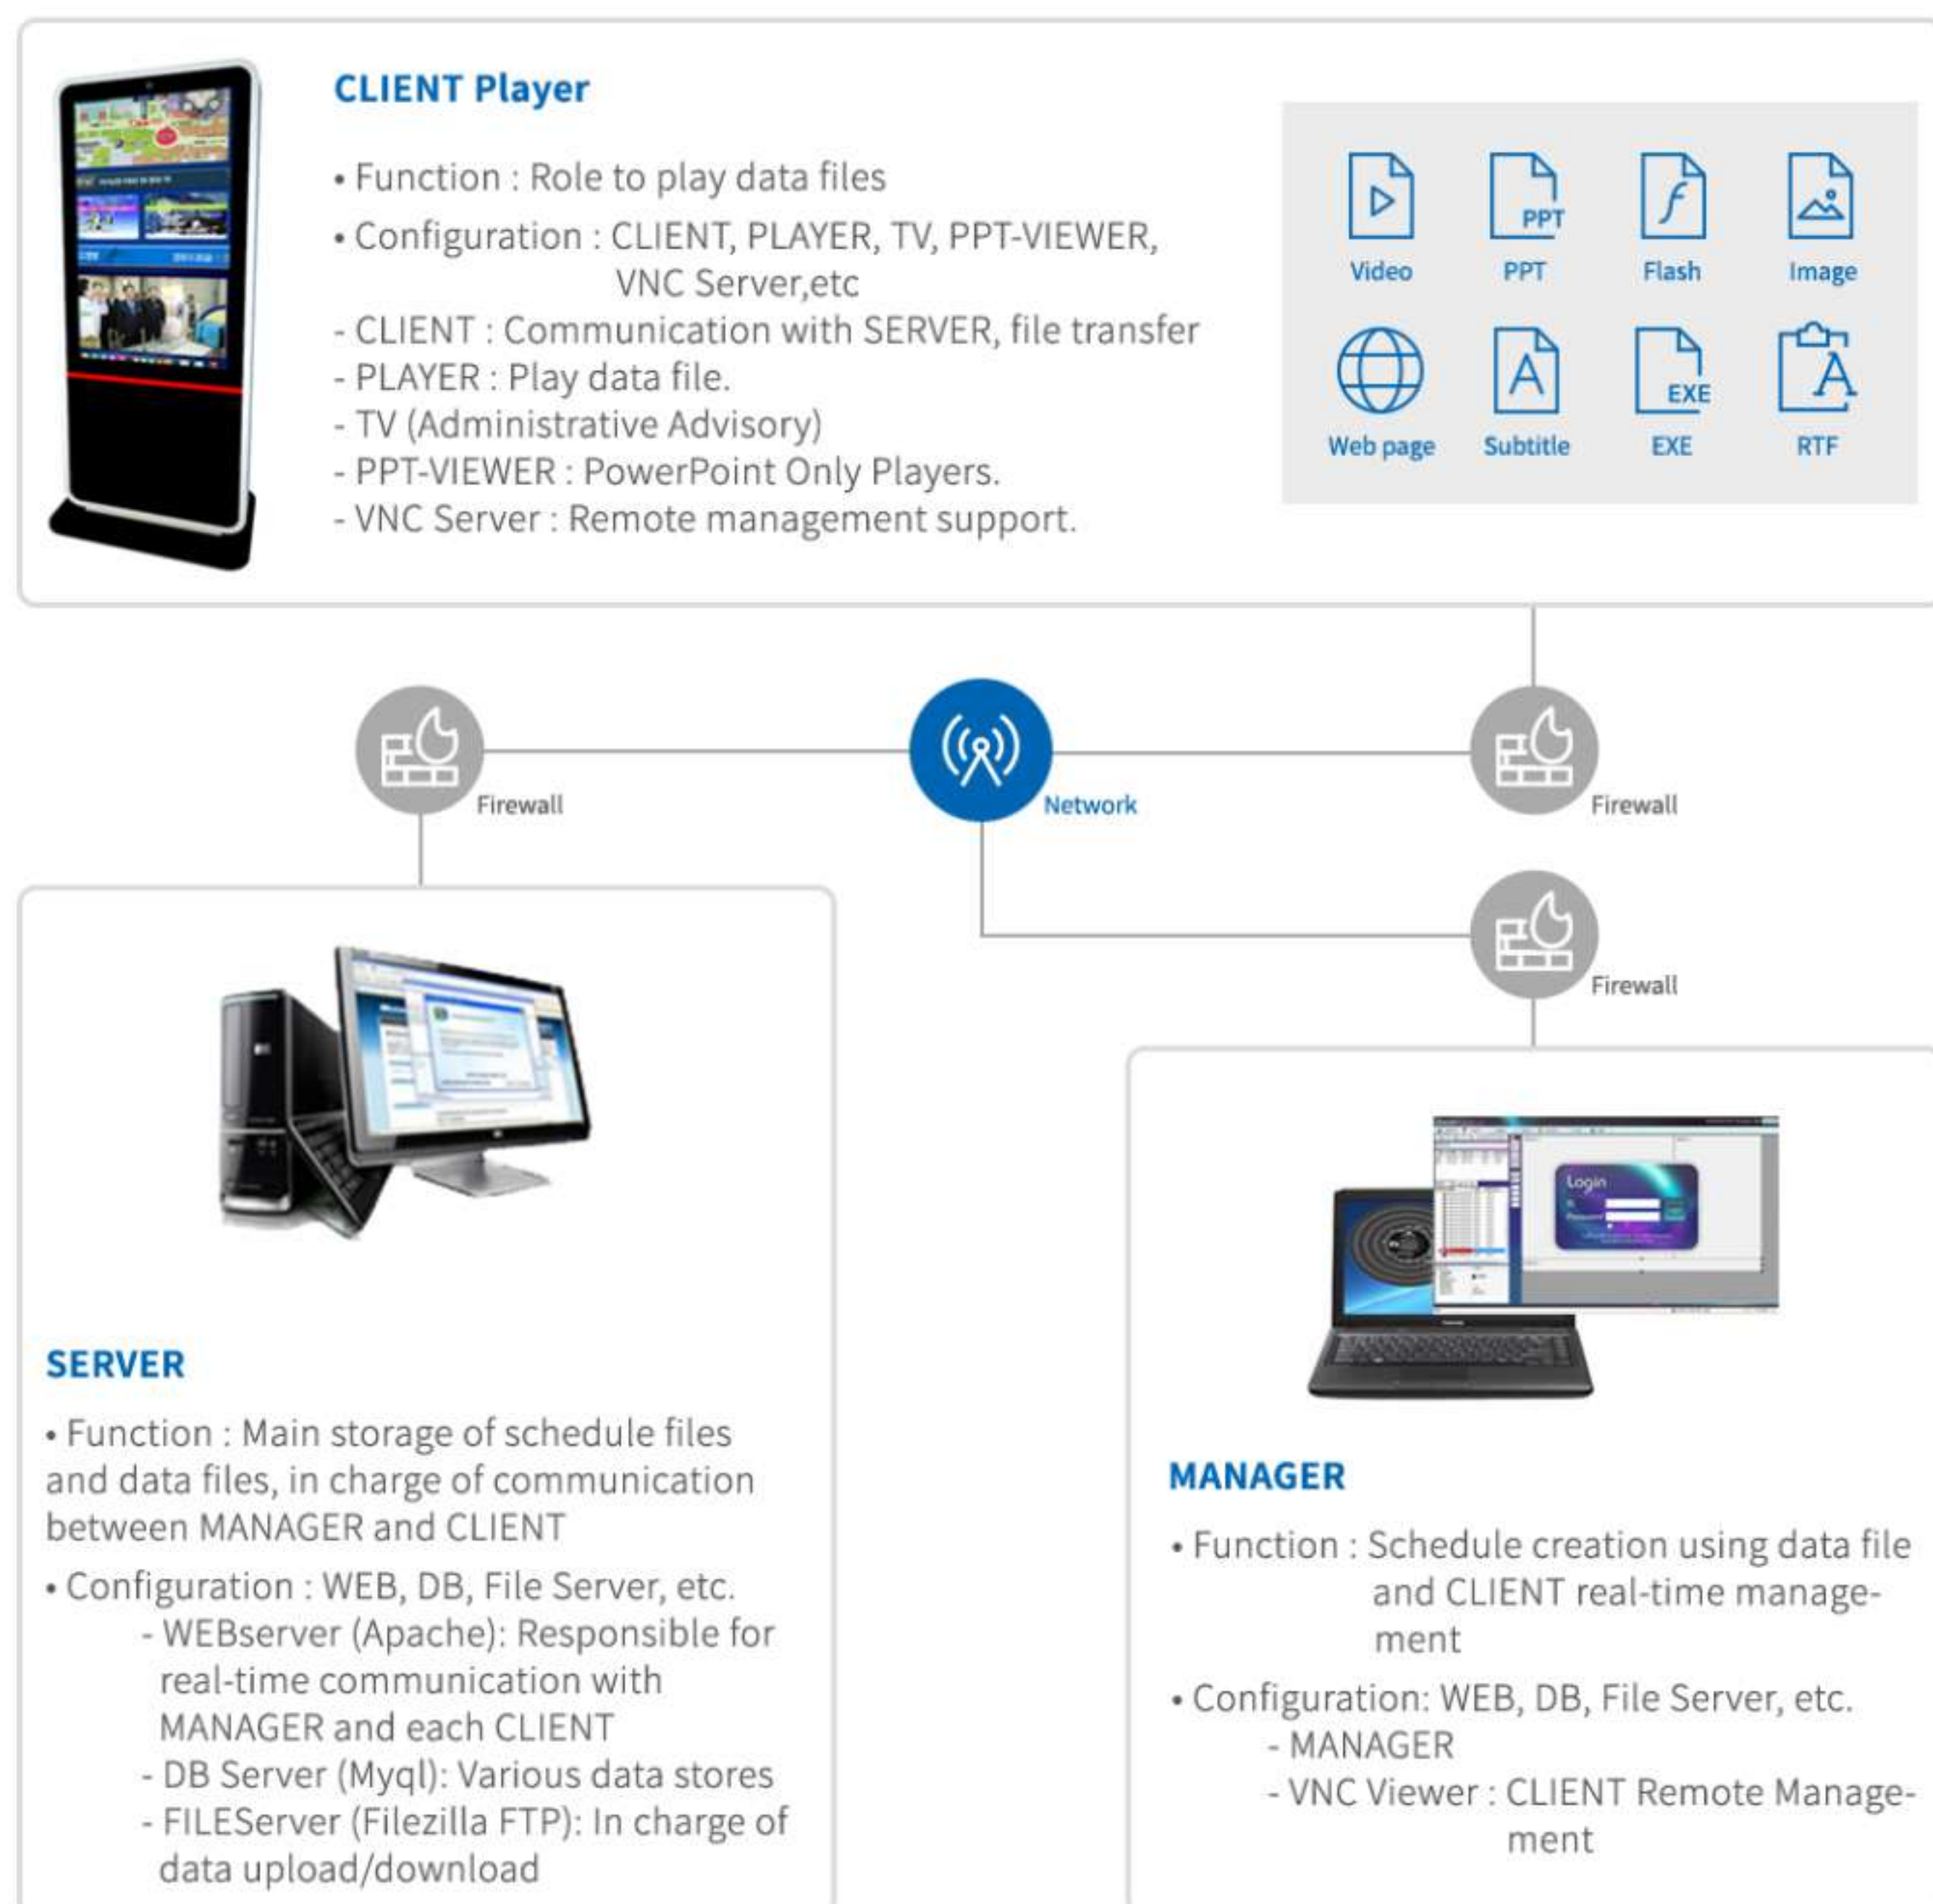 CLIENT Player
• Function : Role to play data files
• Configuration : CLIENT, PLAYER, TV, PPT-VIEWER,
VNC Server,etc
- CLIENT : Communication with SERVER, file transfer
- PLAYER : Play data file.
- TV (Administrative Advisory)
- PPT-VIEWER : PowerPoint Only Players.
- VNC Server : Remote management support.
PPT
Video
PPT
Flash
Image
A
EXE
A
Web page
Subtitle
EXE
RTF
Firewall
Network
Firewall
Firewall
SERVER
• Function : Main storage of schedule files
and data files, in charge of communication
between MANAGER and CLIENT
• Configuration : WEB, DB, File Server, etc.
- WEBserver (Apache): Responsible for
real-time communication with
MANAGER and each CLIENT
- DB Server (Myql): Various data stores
- FILEServer (Filezilla FTP): In charge of
data upload/download
Login
MANAGER
• Function : Schedule creation using data file
and CLIENT real-time manage-
ment
• Configuration: WEB, DB, File Server, etc.
- MANAGER
- VNC Viewer : CLIENT Remote Manage-
ment